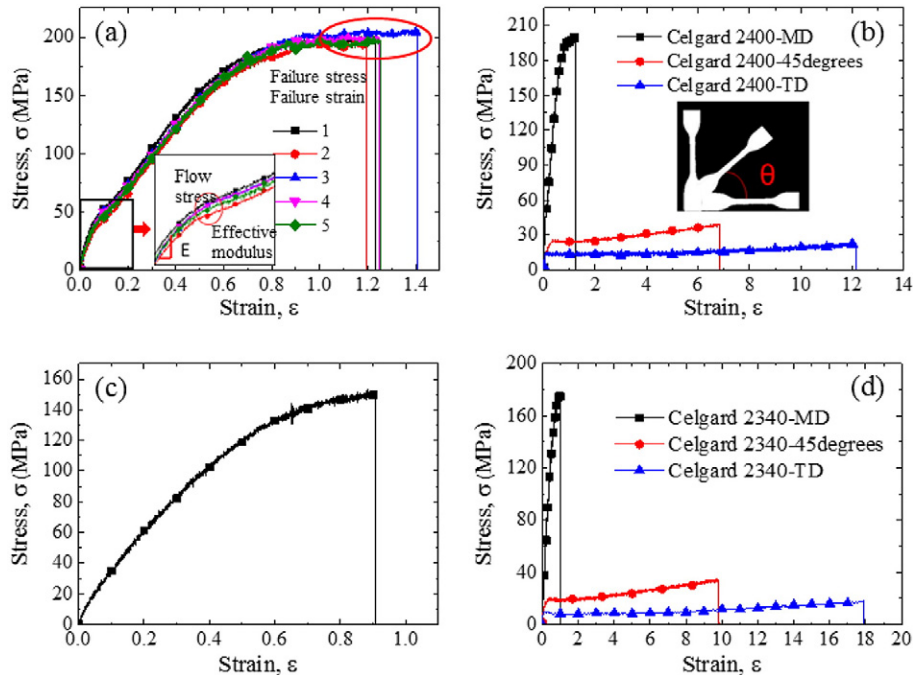 (a)
Stress, σ (MPa)
200
150
100
50
0
0.0 0.2 0.4 0.6 0.8 1.0 1.2 1.4
Strain, ε
Failure stress
Failure strain
1
2
3
4
5
Flow
stress
E
Effective
modulus
(b)
Stress, σ (MPa)
210
180
150
120
90
60
30
0
0 2 4 6 8 10 12 14
Strain, ε
Celgard 2400-MD
Celgard 2400-45degrees
Celgard 2400-TD
θ
(c)
Stress, σ (MPa)
160
140
120
100
80
60
40
20
0
0.0 0.2 0.4 0.6 0.8 1.0
Strain, ε
(d)
Stress, σ (MPa)
200
160
120
80
40
0
0 2 4 6 8 10 12 14 16 18 20
Strain, ε
Celgard 2340-MD
Celgard 2340-45degrees
Celgard 2340-TD